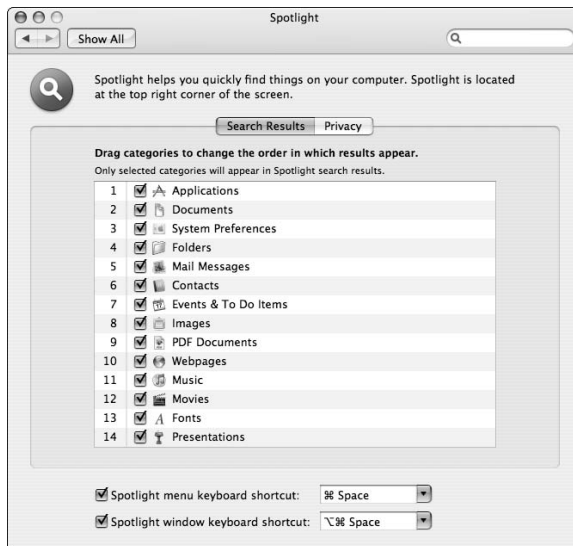 Spotlight
Show All
Spotlight helps you quickly find things on your computer. Spotlight is located
at the top right corner of the screen.
Search Results Privacy
Drag categories to change the order in which results appear.
Only selected categories will appear in Spotlight search results.
1 Applications
2 Documents
3 System Preferences
4 Folders
5 Mail Messages
6 Contacts
7 Events & To Do Items
8 Images
9 PDF Documents
10 Webpages
11 Music
12 Movies
13 Fonts
14 Presentations
Spotlight menu keyboard shortcut: ⌘ Space
Spotlight window keyboard shortcut: ⌥⌘ Space